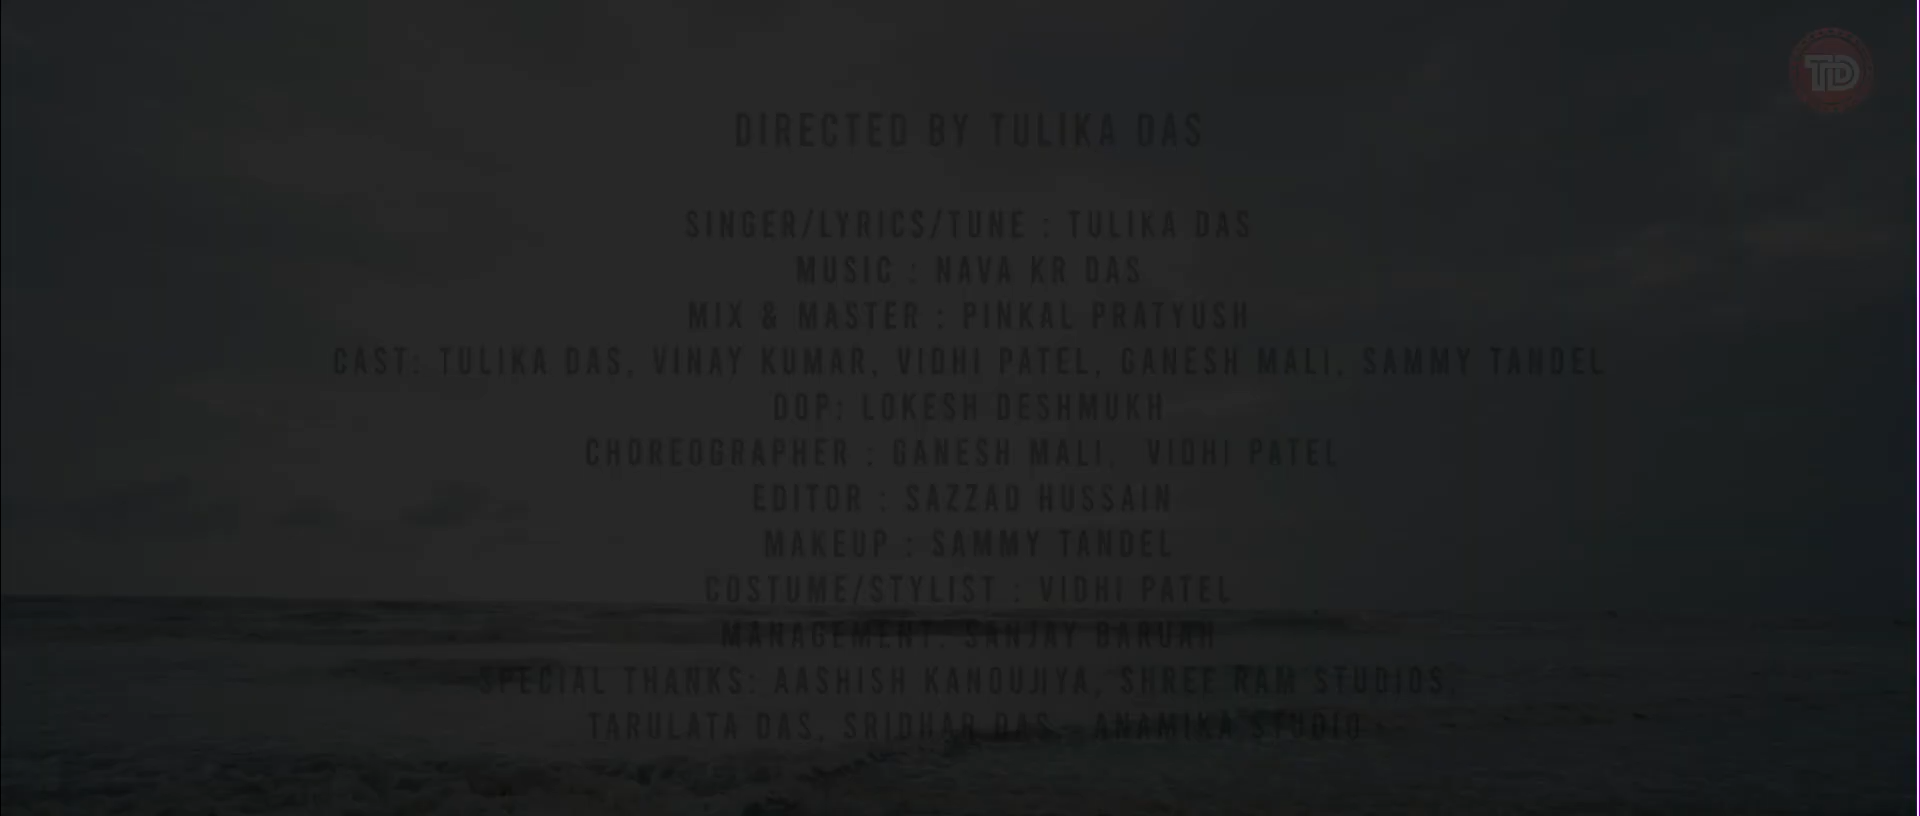 TD
DIRECTED BY TULIKA DAS
SINGER/LYRICS/TUNE : TULIKA DAS
MUSIC : NAVA KR DAS
MIX & MASTER : PINKAL PRATYUSH
CAST: TULIKA DAS, VINAY KUMAR, VIDHI PATEL, GANESH MALI, SAMMY TANDEL
DOP: LOKESH DESHMUKH
CHOREOGRAPHER : GANESH MALI, VIDHI PATEL
EDITOR : SAZZAD HUSSAIN
MAKEUP : SAMMY TANDEL
COSTUME/STYLIST : VIDHI PATEL
MANAGEMENT: SANJAY BARUAH
SPECIAL THANKS: AASHISH KANOUJIYA, SHREE RAM STUDIOS,
TARULATA DAS, SRIDHAR DAS, ANAMIKA STUDIO